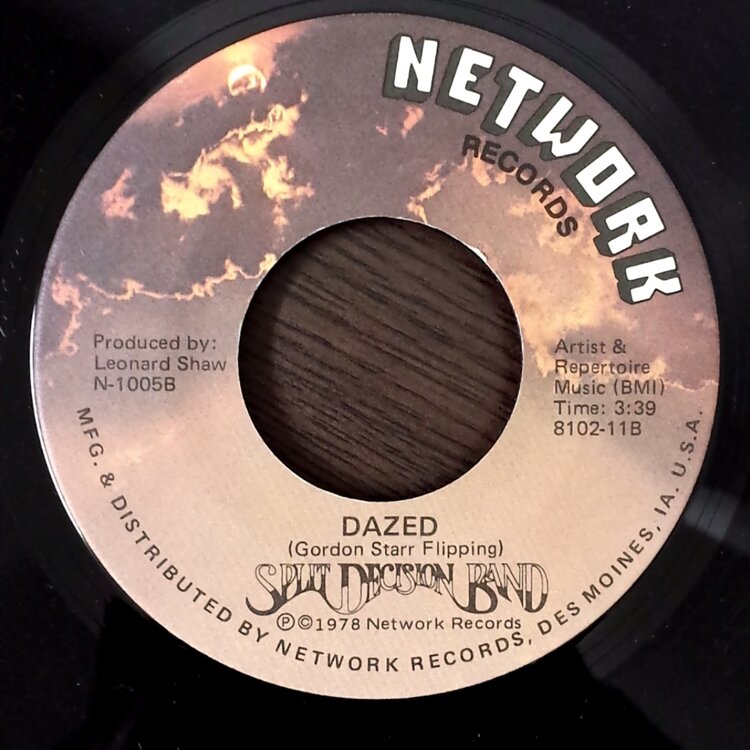 NETWORK
RECORDS
Produced by:
Leonard Shaw
N-1005B
Artist &
Repertoire
Music (BMI)
Time: 3:39
8102-11B
DAZED
(Gordon Starr Flipping)
SPLIT DECISION BAND
Ⓟ©1978 Network Records
MFG. & DISTRIBUTED BY NETWORK RECORDS, DES MOINES, IA. U.S.A.